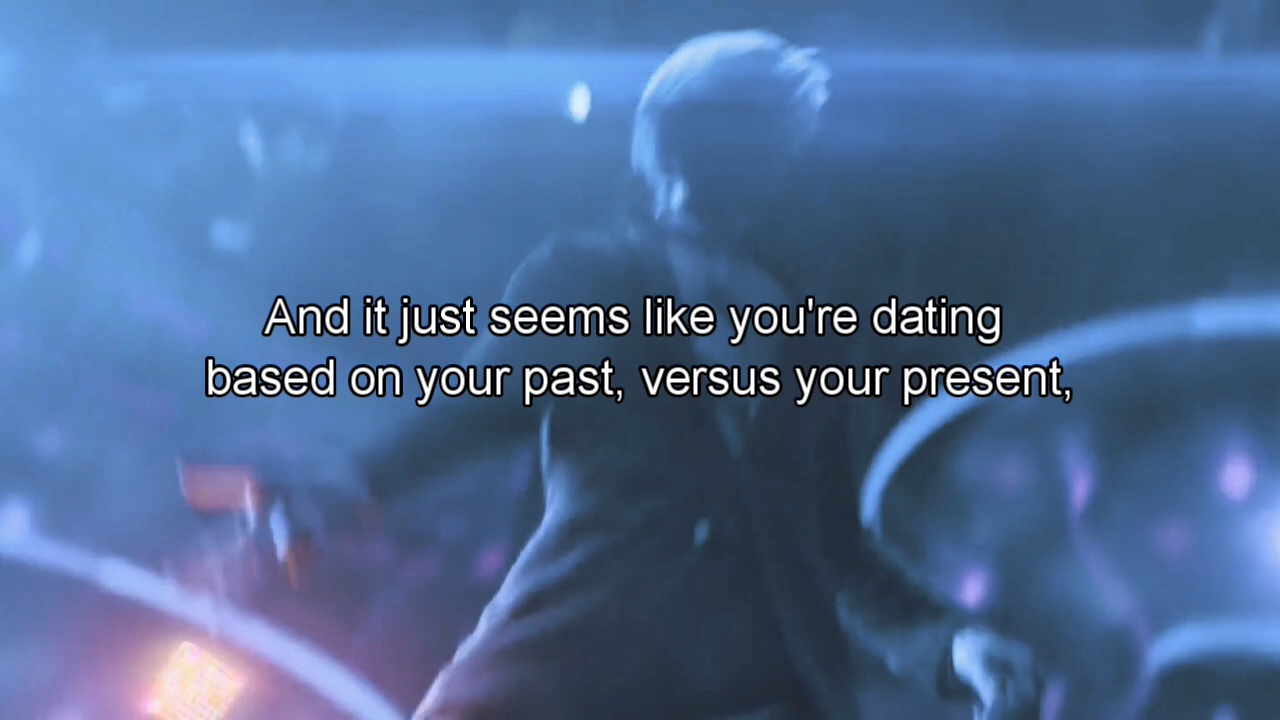 And it just seems like you're dating
based on your past, versus your present,